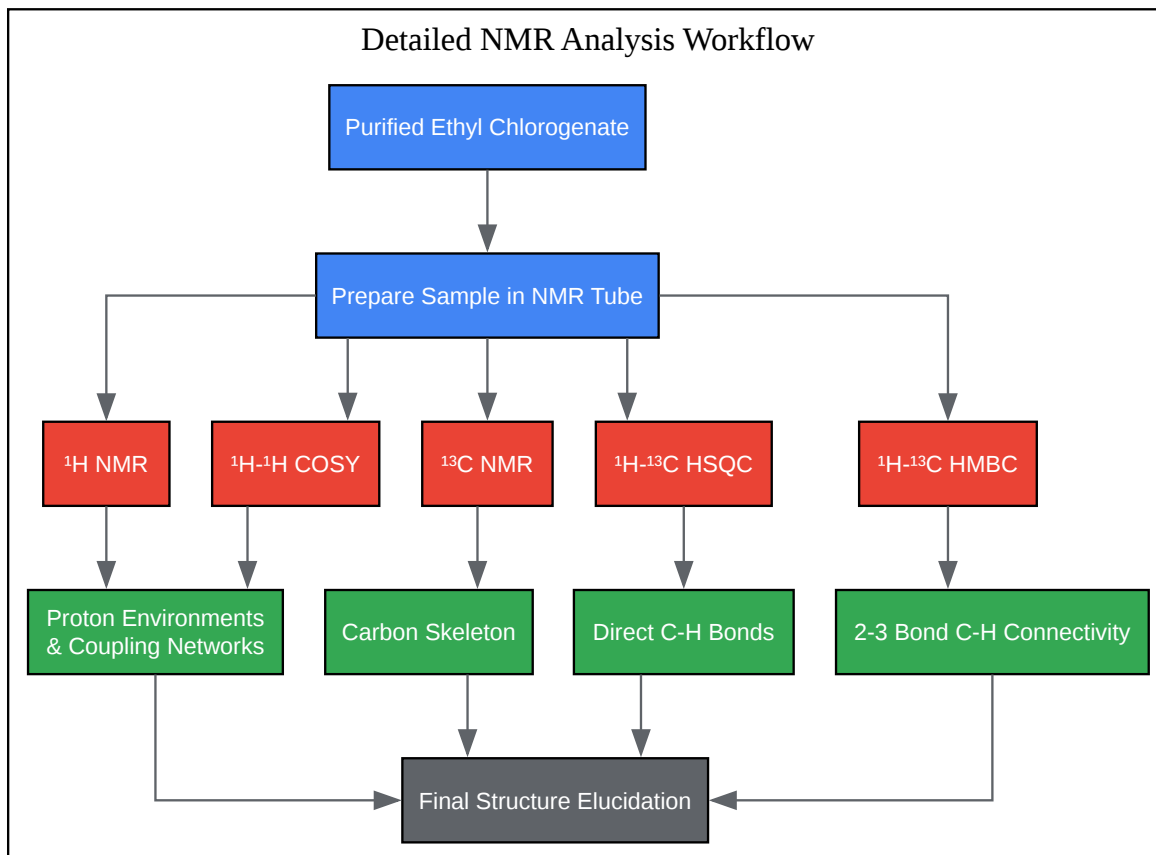 Detailed NMR Analysis Workflow
Purified Ethyl Chlorogenate
Prepare Sample in NMR Tube
¹H NMR
¹H-¹H COSY
¹³C NMR
¹H-¹³C HSQC
¹H-¹³C HMBC
Proton Environments
& Coupling Networks
Carbon Skeleton
Direct C-H Bonds
2-3 Bond C-H Connectivity
Final Structure Elucidation